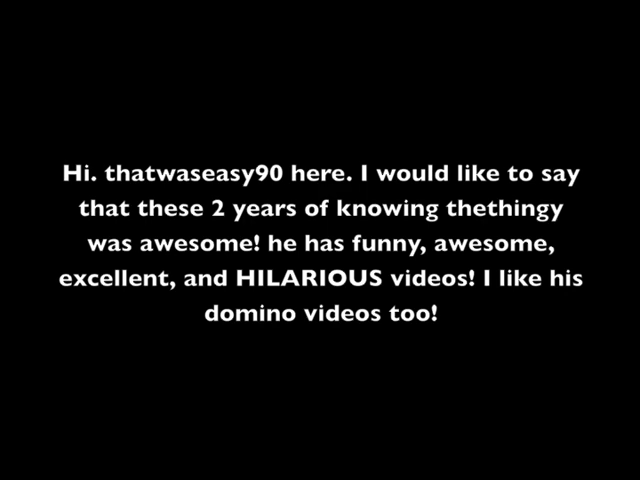 Hi. thatwaseasy90 here. I would like to say
that these 2 years of knowing thethingy
was awesome! he has funny, awesome,
excellent, and HILARIOUS videos! I like his
domino videos too!